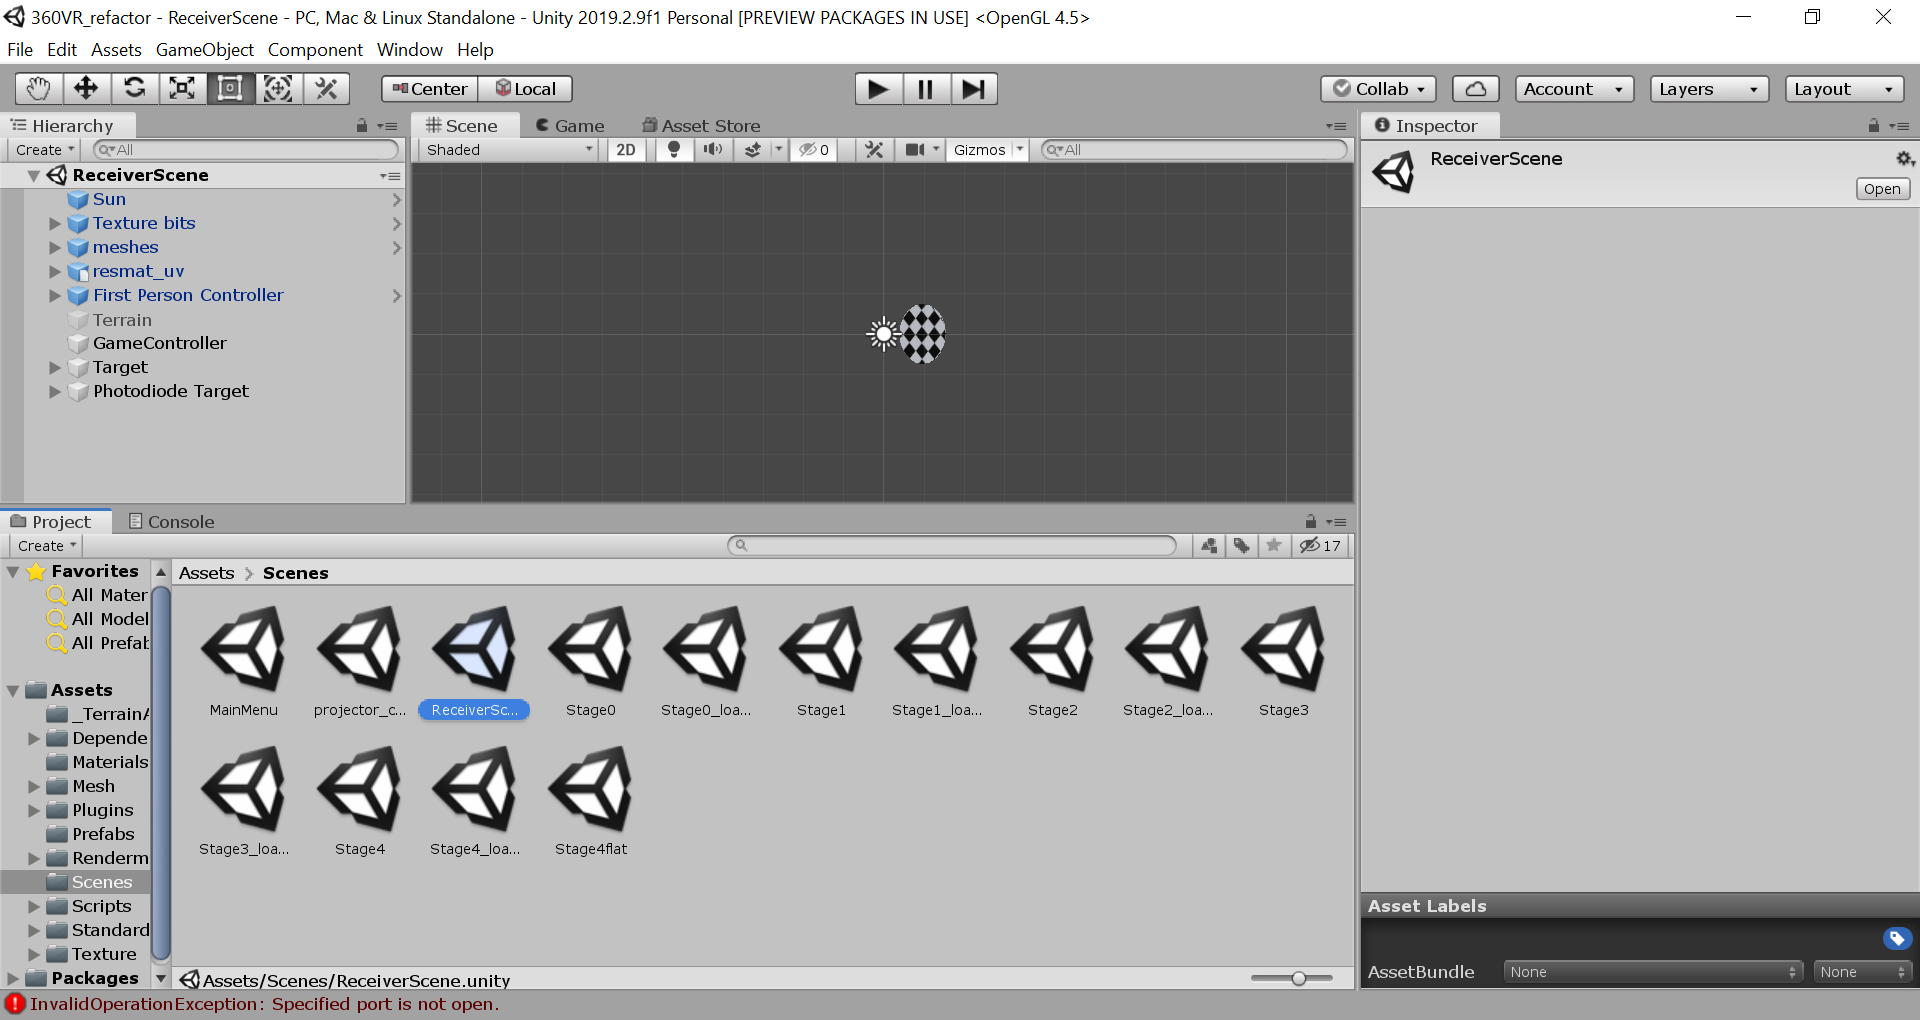 360VR_refactor - ReceiverScene - PC, Mac & Linux Standalone - Unity 2019.2.9f1 Personal [PREVIEW PACKAGES IN USE] <OpenGL 4.5>
File Edit Assets GameObject Component Window Help
Center Local Collab Account Layers Layout
Hierarchy
Create All
ReceiverScene
Sun
Texture bits
meshes
resmat_uv
First Person Controller
Terrain
GameController
Target
Photodiode Target
Scene Game Asset Store
Shaded 2D 0 Gizmos All
Inspector
ReceiverScene
Open
Project Console
Create 17
Favorites
All Mater
All Model
All Prefab
Assets
_TerrainA
Depende
Materials
Mesh
Plugins
Prefabs
Renderm
Scenes
Scripts
Standard
Texture
Packages
Assets > Scenes
MainMenu projector_c... ReceiverSc... Stage0 Stage0_loa... Stage1 Stage1_loa... Stage2 Stage2_loa... Stage3
Stage3_loa... Stage4 Stage4_loa... Stage4flat
Assets/Scenes/ReceiverScene.unity
Asset Labels
AssetBundle None None
InvalidOperationException: Specified port is not open.